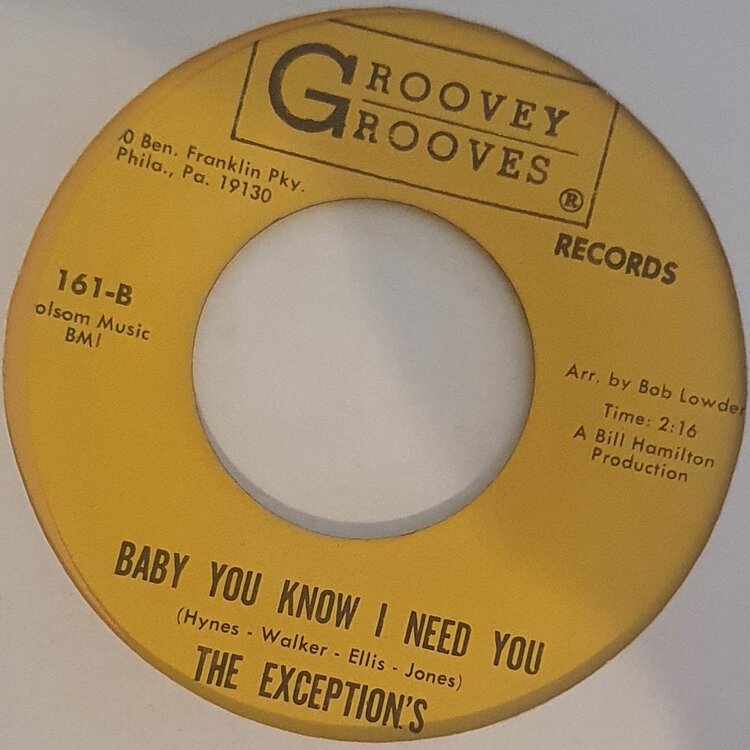 GROOVEY
GROOVES
®
RECORDS
0 Ben. Franklin Pky.
Phila., Pa. 19130
161-B
olsom Music
BMI
Arr. by Bob Lowder
Time: 2:16
A Bill Hamilton
Production
BABY YOU KNOW I NEED YOU
(Hynes - Walker - Ellis - Jones)
THE EXCEPTION'S